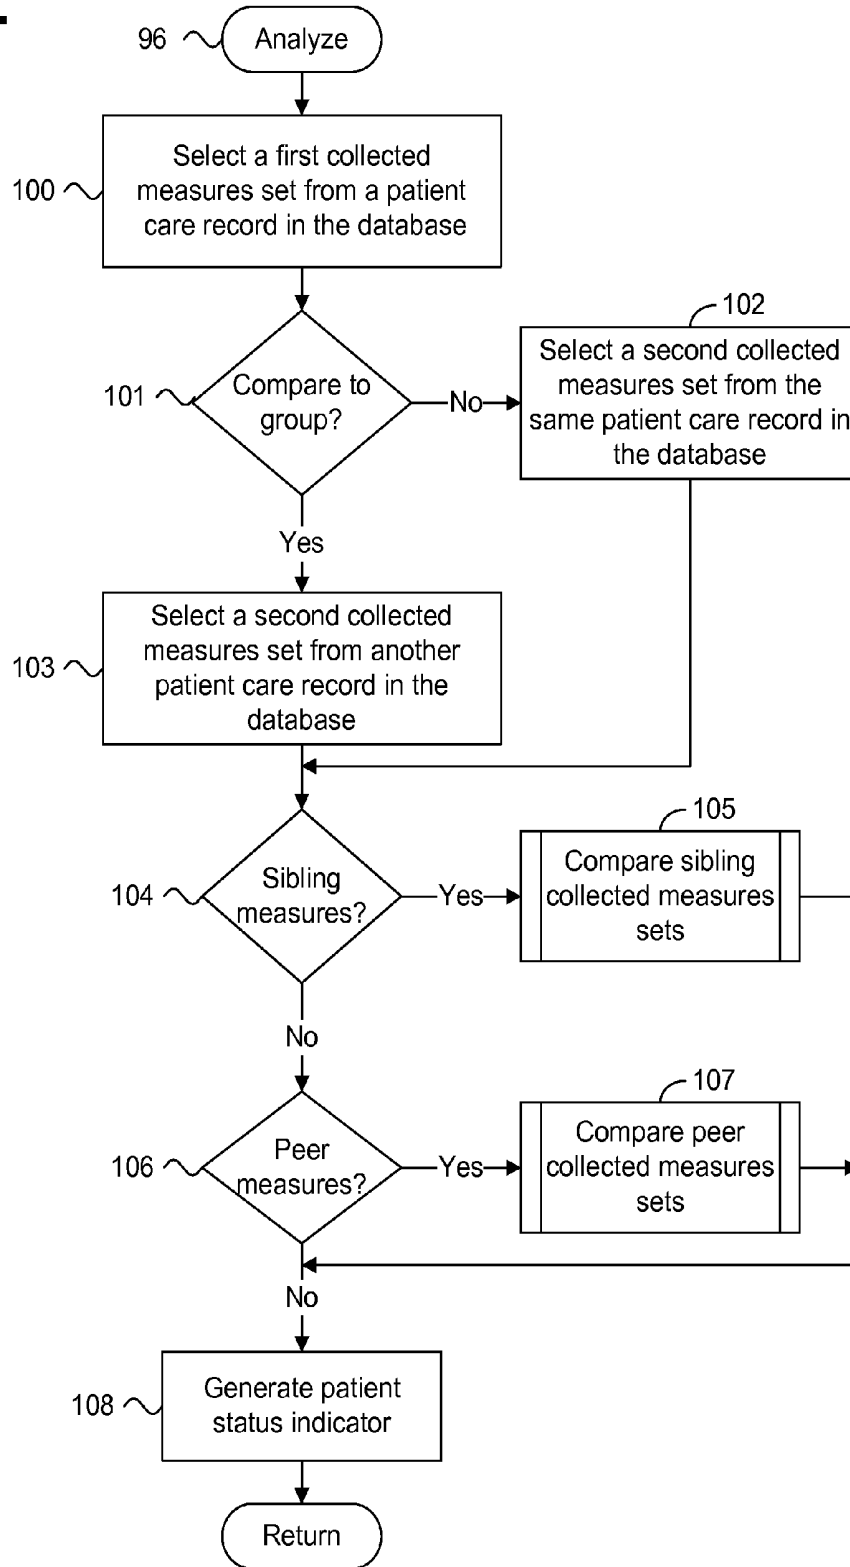 96
Analyze
Select a first collected
measures set from a patient
care record in the database
100
102
Select a second collected
measures set from the
same patient care record in
the database
101
Compare to
group?
No
Yes
Select a second collected
measures set from another
patient care record in the
database
103
105
Compare sibling
collected measures
sets
104
Sibling
measures?
Yes
No
107
Compare peer
collected measures
sets
106
Peer
measures?
Yes
No
108
Generate patient
status indicator
Return